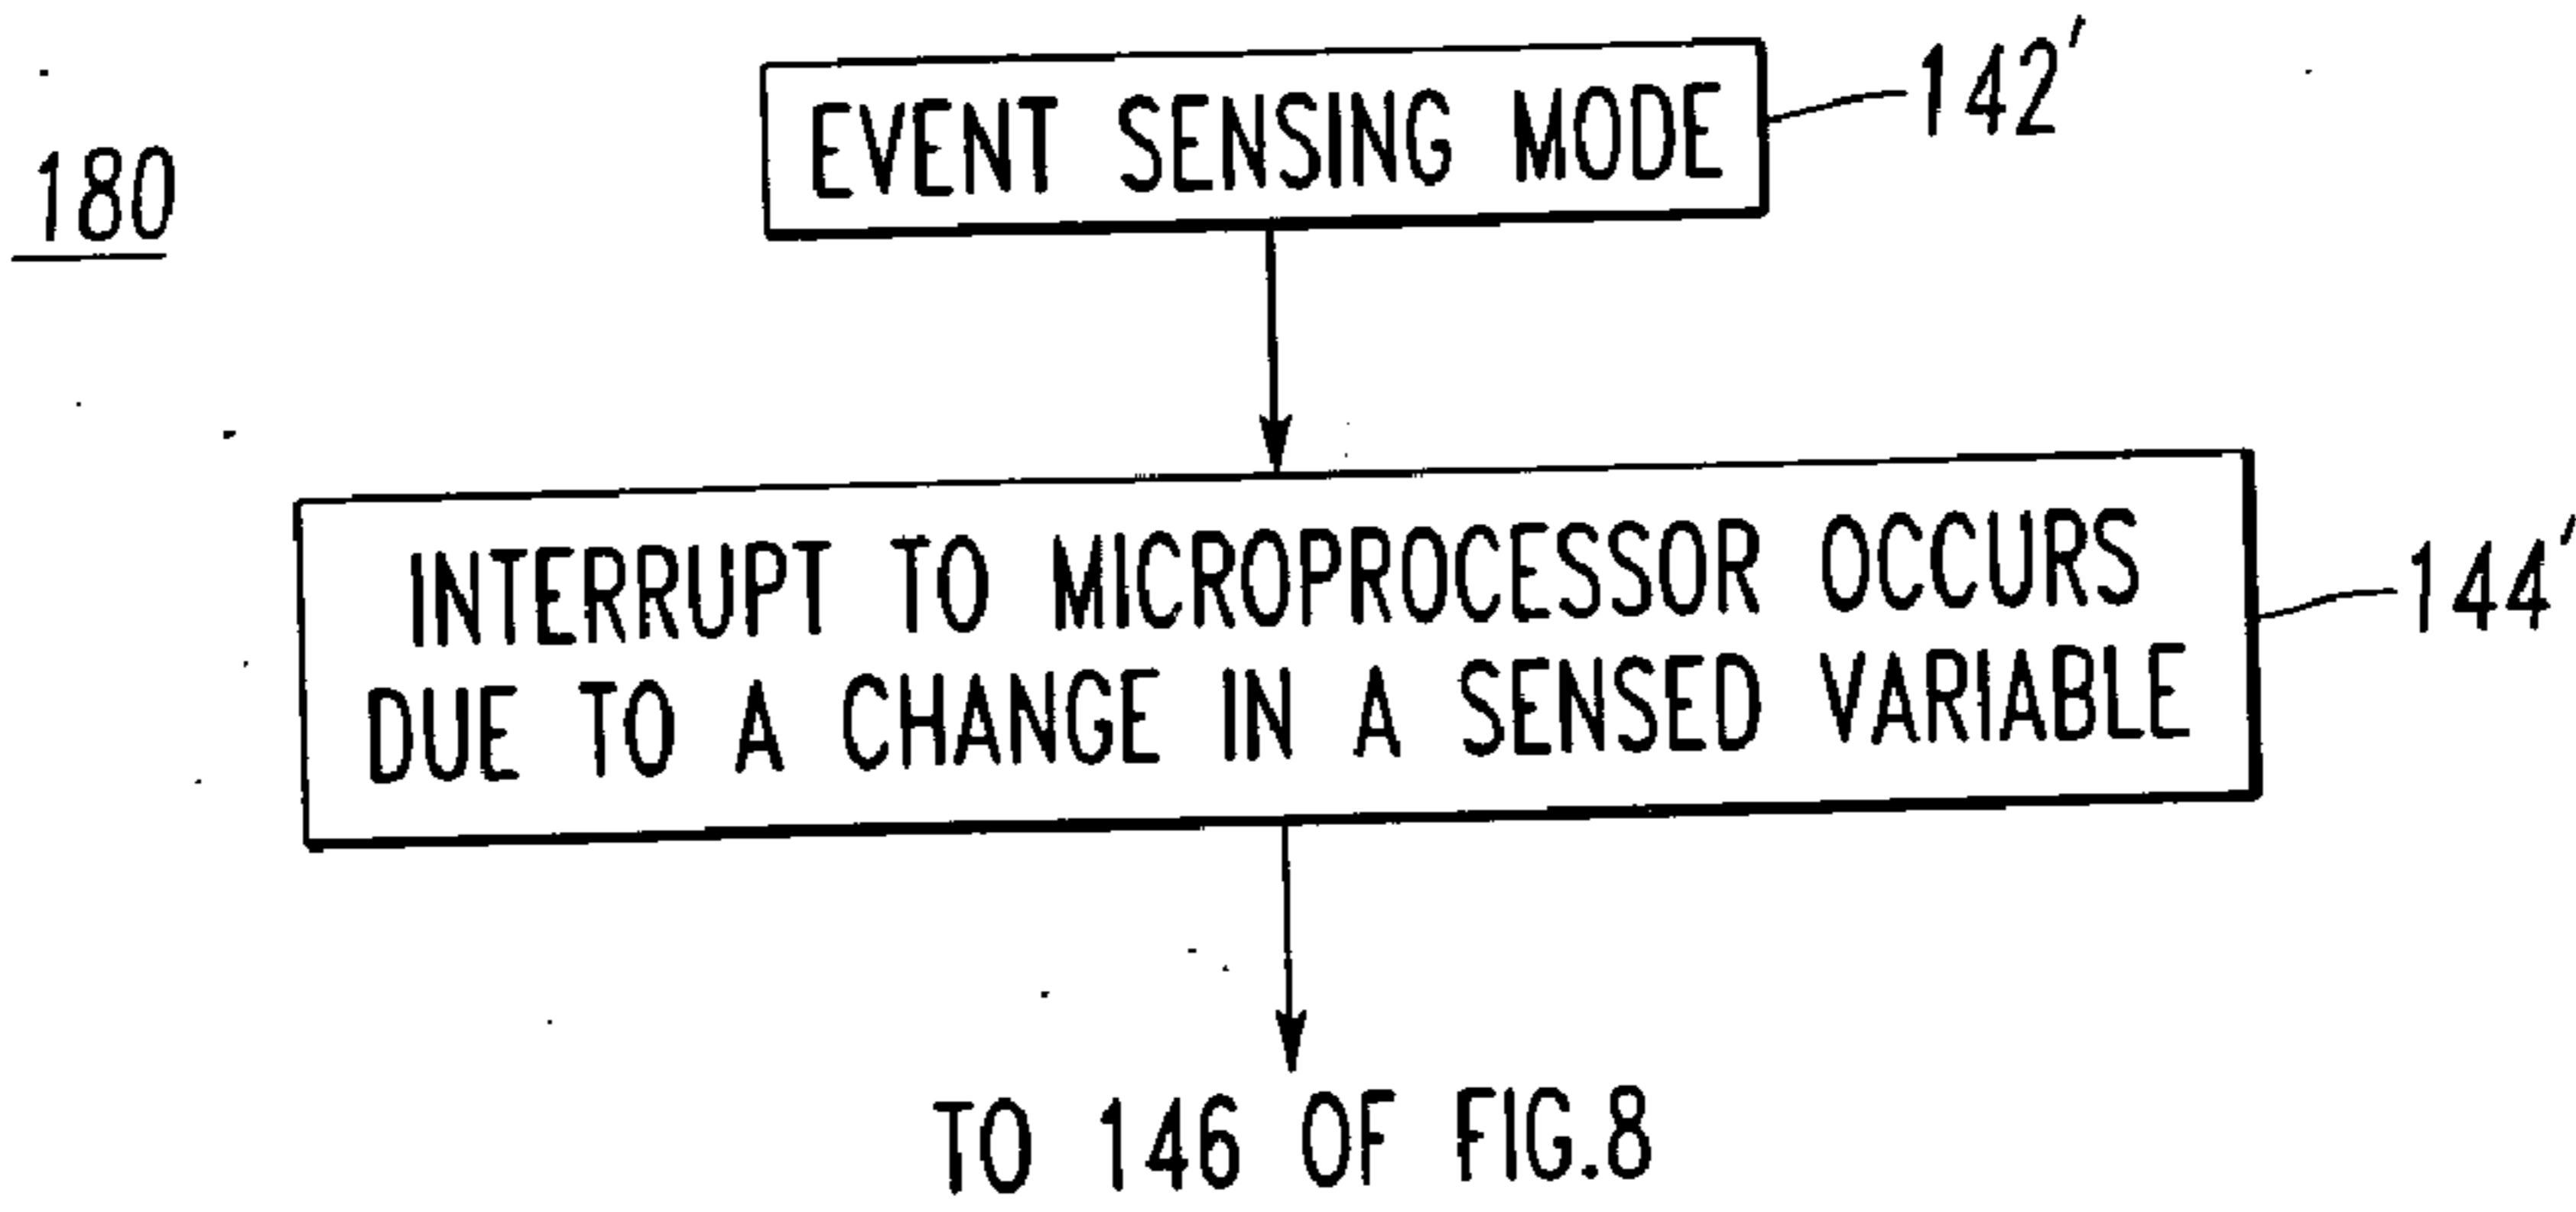 180
EVENT SENSING MODE
142'
INTERRUPT TO MICROPROCESSOR OCCURS
DUE TO A CHANGE IN A SENSED VARIABLE
144'
TO 146 OF FIG.8